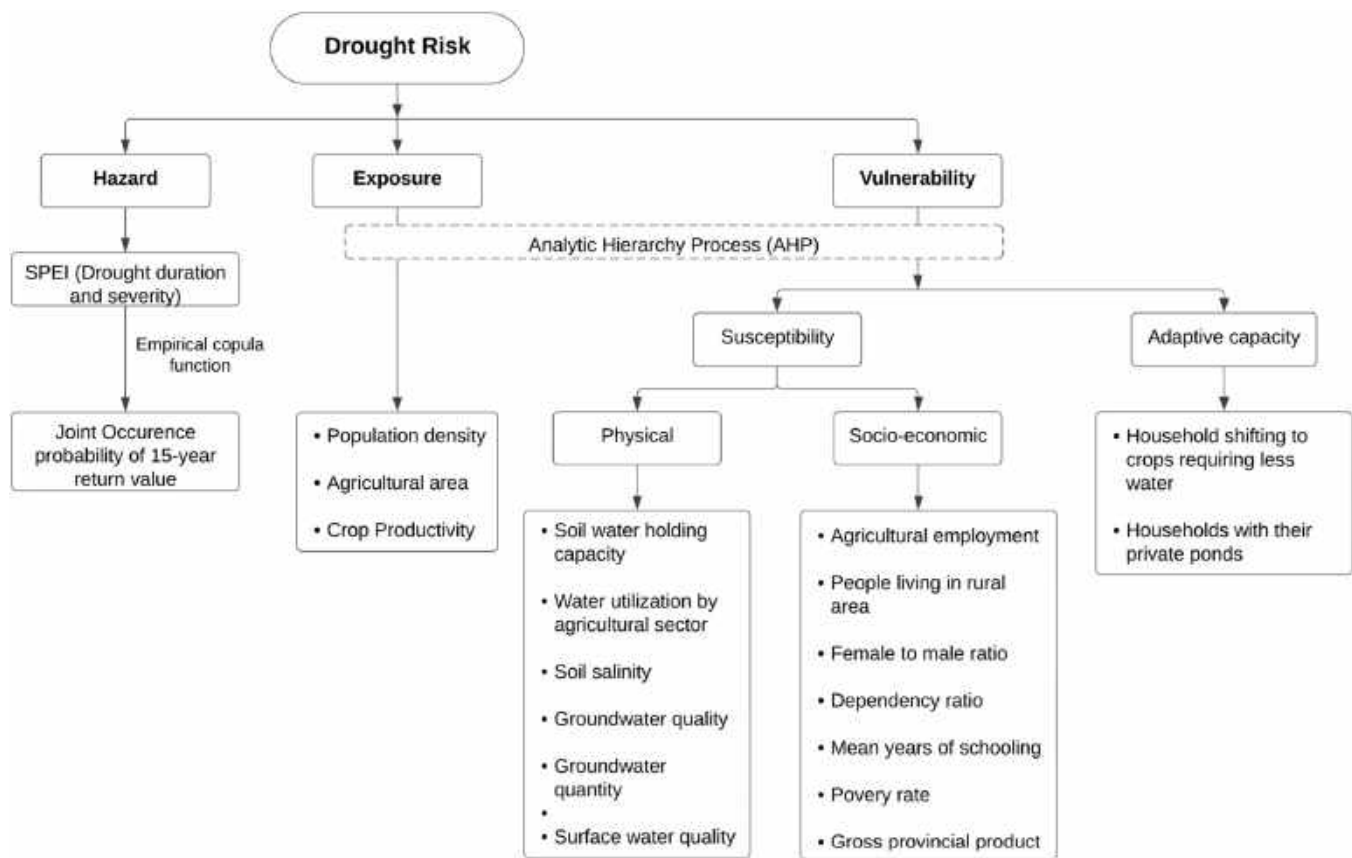 Drought Risk
Hazard
Exposure
Vulnerability
Analytic Hierarchy Process (AHP)
SPEI (Drought duration
and severity)
Empirical copula
function
Joint Occurence
probability of 15-year
return value
• Population density
• Agricultural area
• Crop Productivity
Susceptibility
Adaptive capacity
Physical
Socio-economic
• Soil water holding
capacity
• Water utilization by
agricultural sector
• Soil salinity
• Groundwater quality
• Groundwater
quantity
•
• Surface water quality
• Agricultural employment
• People living in rural
area
• Female to male ratio
• Dependency ratio
• Mean years of schooling
• Povery rate
• Gross provincial product
• Household shifting to
crops requiring less
water
• Households with their
private ponds